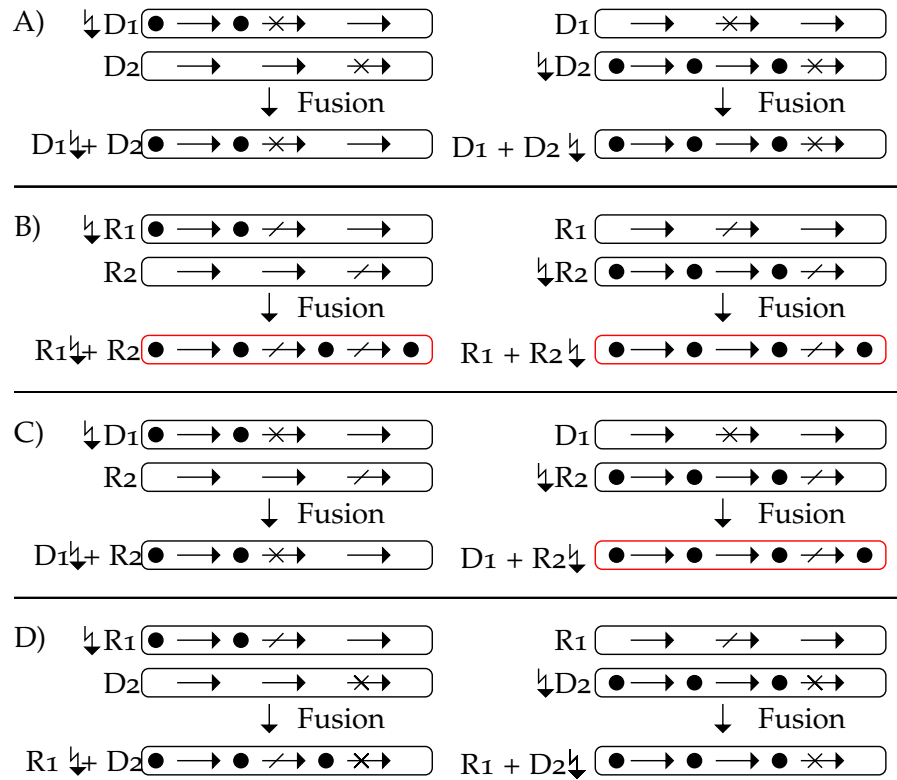 A) D1 D1
D2 D2
Fusion Fusion
D1 + D2 D1 + D2
B) R1 R1
R2 R2
Fusion Fusion
R1 + R2 R1 + R2
C) D1 D1
R2 R2
Fusion Fusion
D1 + R2 D1 + R2
D) R1 R1
D2 D2
Fusion Fusion
R1 + D2 R1 + D2